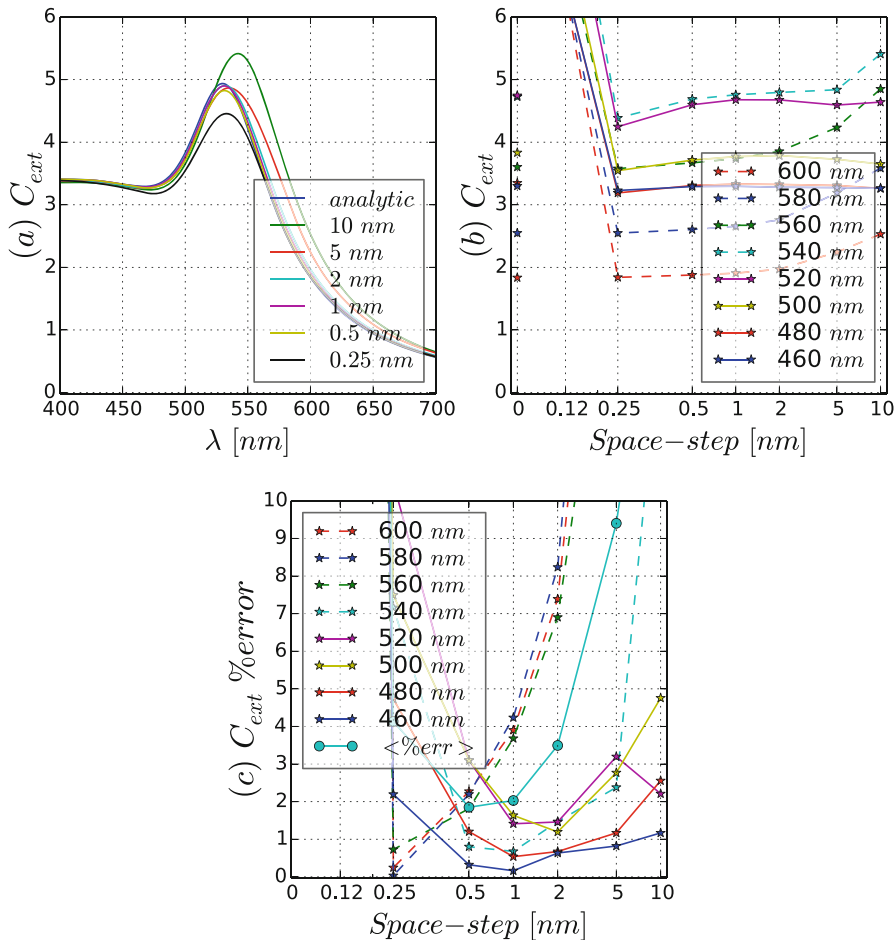 6
5
4
3
2
1
0
(a) C_ext
analytic
10 nm
5 nm
2 nm
1 nm
0.5 nm
0.25 nm
400 450 500 550 600 650 700
λ [nm]
6
5
4
3
2
1
0
(b) C_ext
600 nm
580 nm
560 nm
540 nm
520 nm
500 nm
480 nm
460 nm
0 0.12 0.25 0.5 1 2 5 10
Space−step [nm]
10
9
8
7
6
5
4
3
2
1
0
(c) C_ext %error
600 nm
580 nm
560 nm
540 nm
520 nm
500 nm
480 nm
460 nm
<%err>
0 0.12 0.25 0.5 1 2 5 10
Space−step [nm]